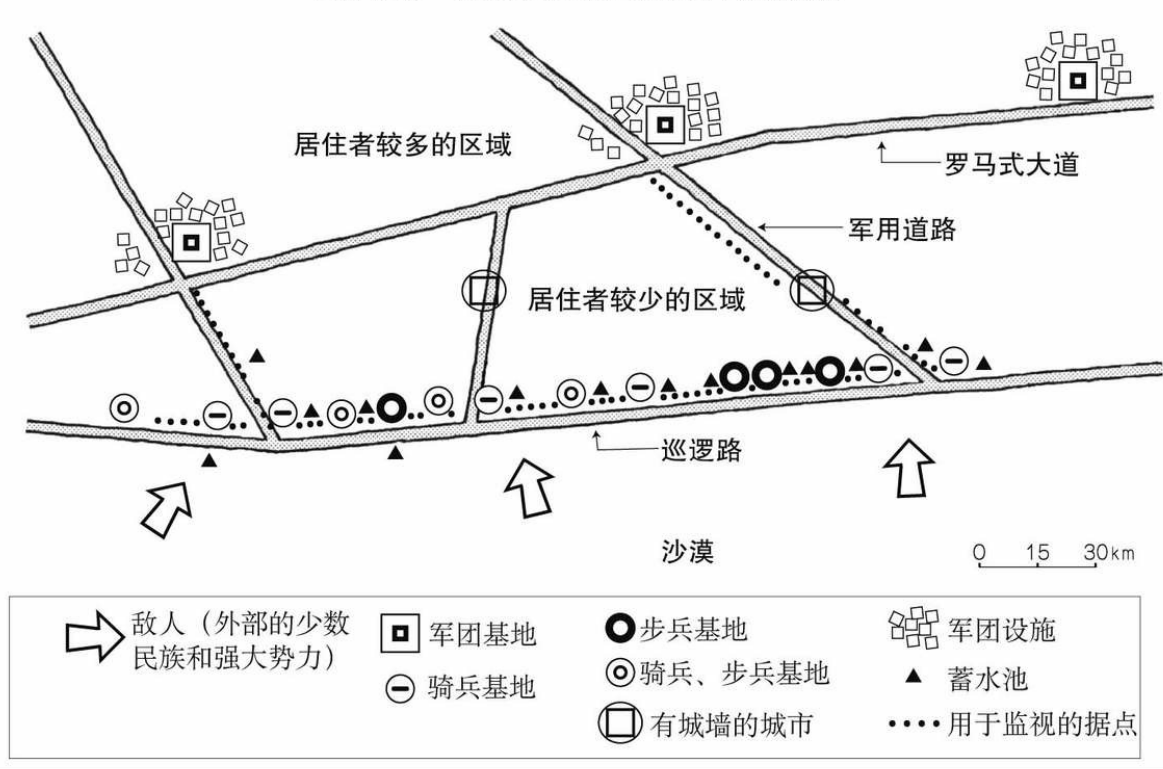 居住者较多的区域
罗马式大道
军用道路
居住者较少的区域
巡逻路
沙漠
0 15 30km
敌人（外部的少数
民族和强大势力）
军团基地
骑兵基地
步兵基地
骑兵、步兵基地
有城墙的城市
军团设施
蓄水池
用于监视的据点